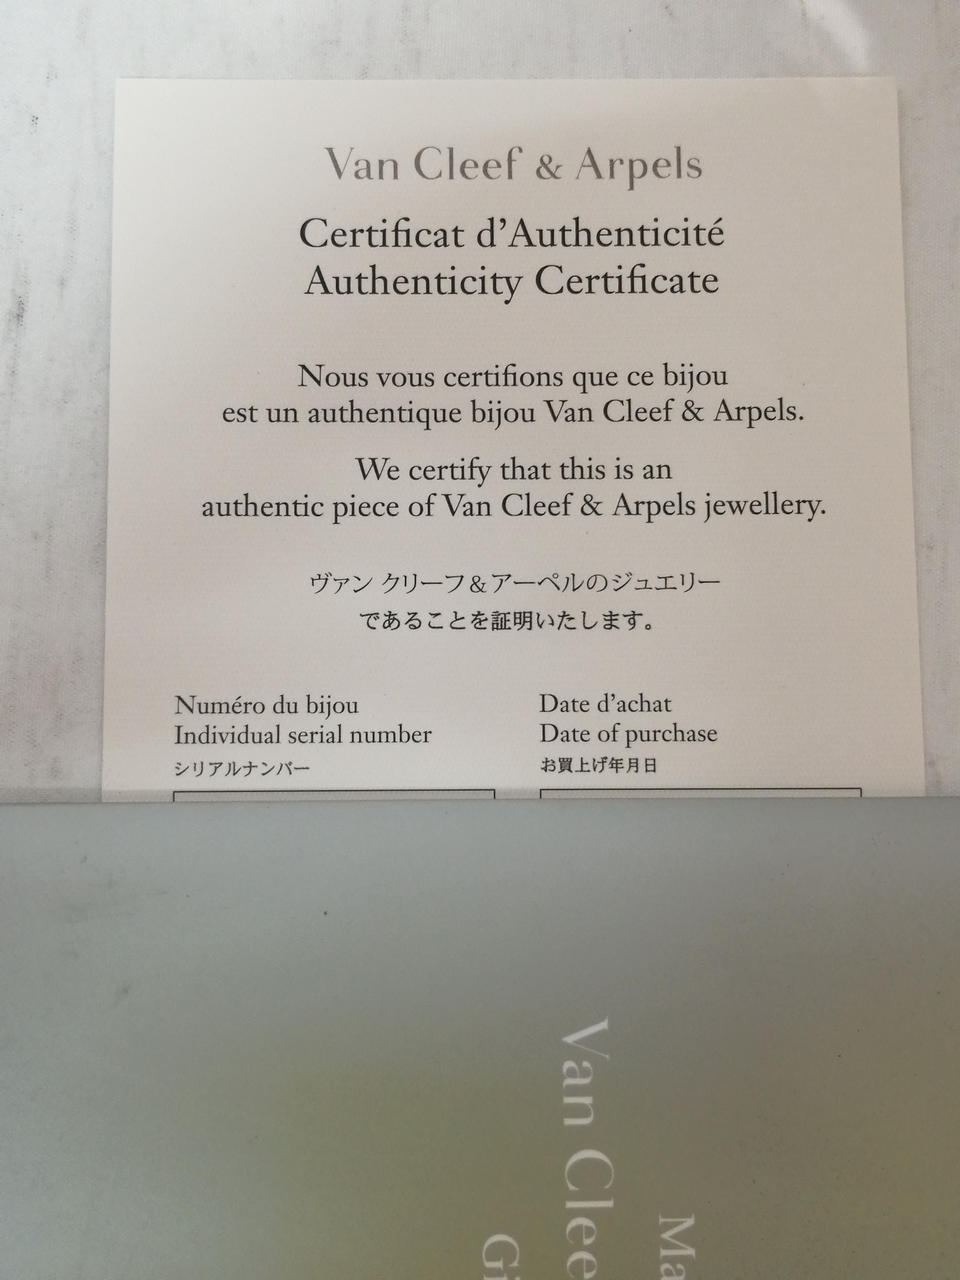 Van Cleef & Arpels
Certificat d'Authenticité
Authenticity Certificate
Nous vous certifions que ce bijou
est un authentique bijou Van Cleef & Arpels.
We certify that this is an
authentic piece of Van Cleef & Arpels jewellery.
ヴァン クリーフ&アーペルのジュエリー
であることを証明いたします。
Numéro du bijou
Individual serial number
シリアルナンバー
Date d'achat
Date of purchase
お買上げ年月日
Van Clee